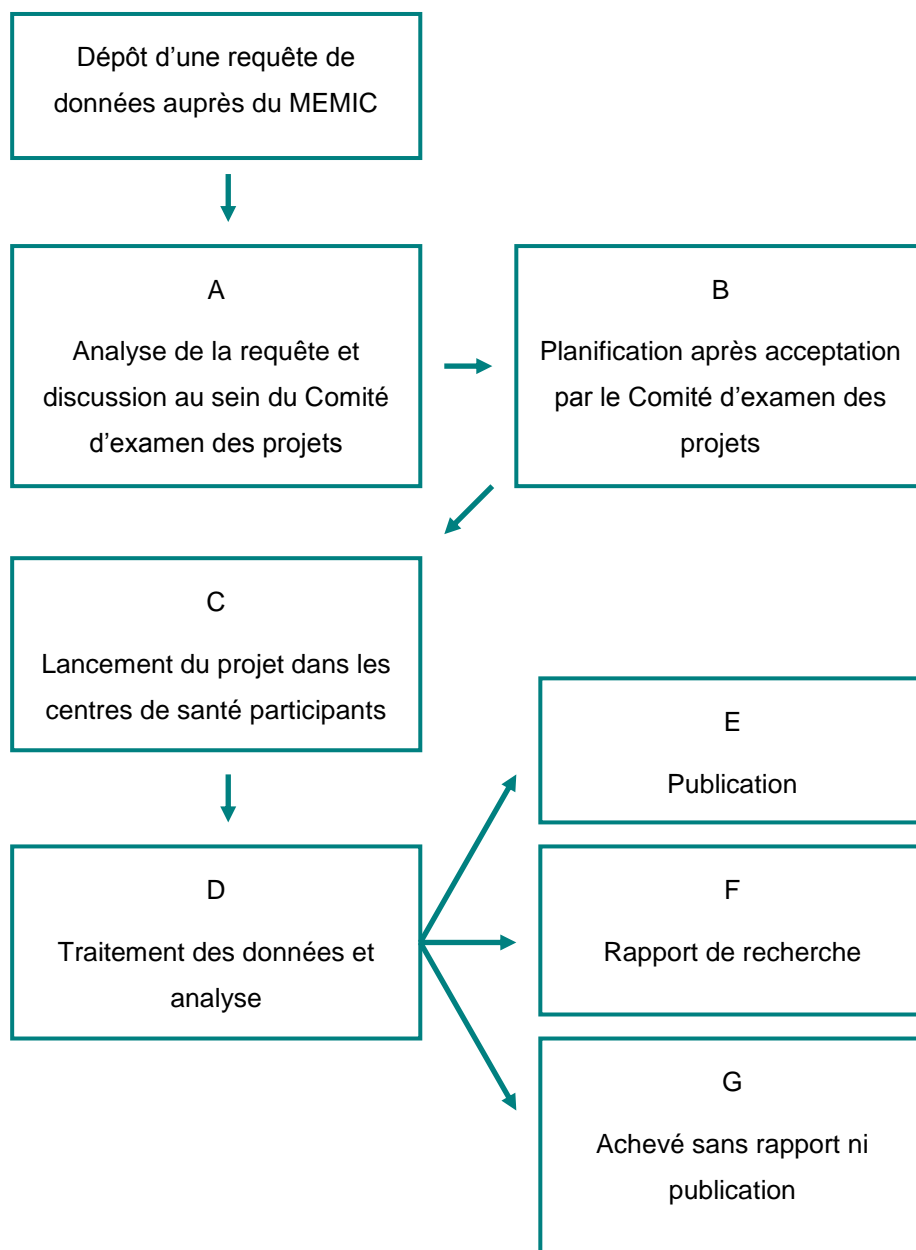 Dépôt d’une requête de
données auprès du MEMIC
A
Analyse de la requête et
discussion au sein du Comité
d’examen des projets
B
Planification après acceptation
par le Comité d’examen des
projets
C
Lancement du projet dans les
centres de santé participants
D
Traitement des données et
analyse
E
Publication
F
Rapport de recherche
G
Achevé sans rapport ni
publication